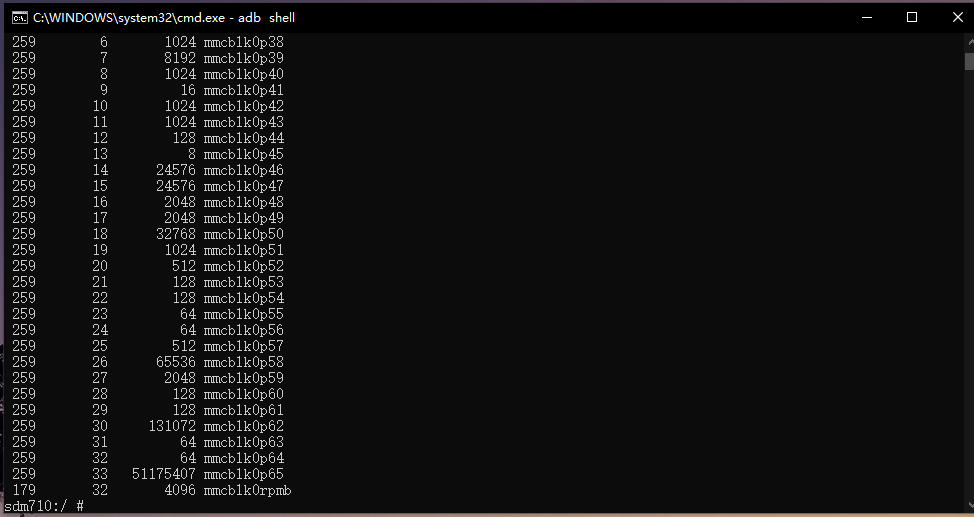 C:\WINDOWS\system32\cmd.exe - adb  shell
259        6       1024 mmcblk0p38
259        7       8192 mmcblk0p39
259        8       1024 mmcblk0p40
259        9         16 mmcblk0p41
259       10       1024 mmcblk0p42
259       11       1024 mmcblk0p43
259       12        128 mmcblk0p44
259       13          8 mmcblk0p45
259       14      24576 mmcblk0p46
259       15      24576 mmcblk0p47
259       16       2048 mmcblk0p48
259       17       2048 mmcblk0p49
259       18      32768 mmcblk0p50
259       19       1024 mmcblk0p51
259       20        512 mmcblk0p52
259       21        128 mmcblk0p53
259       22        128 mmcblk0p54
259       23         64 mmcblk0p55
259       24         64 mmcblk0p56
259       25        512 mmcblk0p57
259       26      65536 mmcblk0p58
259       27       2048 mmcblk0p59
259       28        128 mmcblk0p60
259       29        128 mmcblk0p61
259       30     131072 mmcblk0p62
259       31         64 mmcblk0p63
259       32         64 mmcblk0p64
259       33   51175407 mmcblk0p65
179       32       4096 mmcblk0rpmb
sdm710:/ #